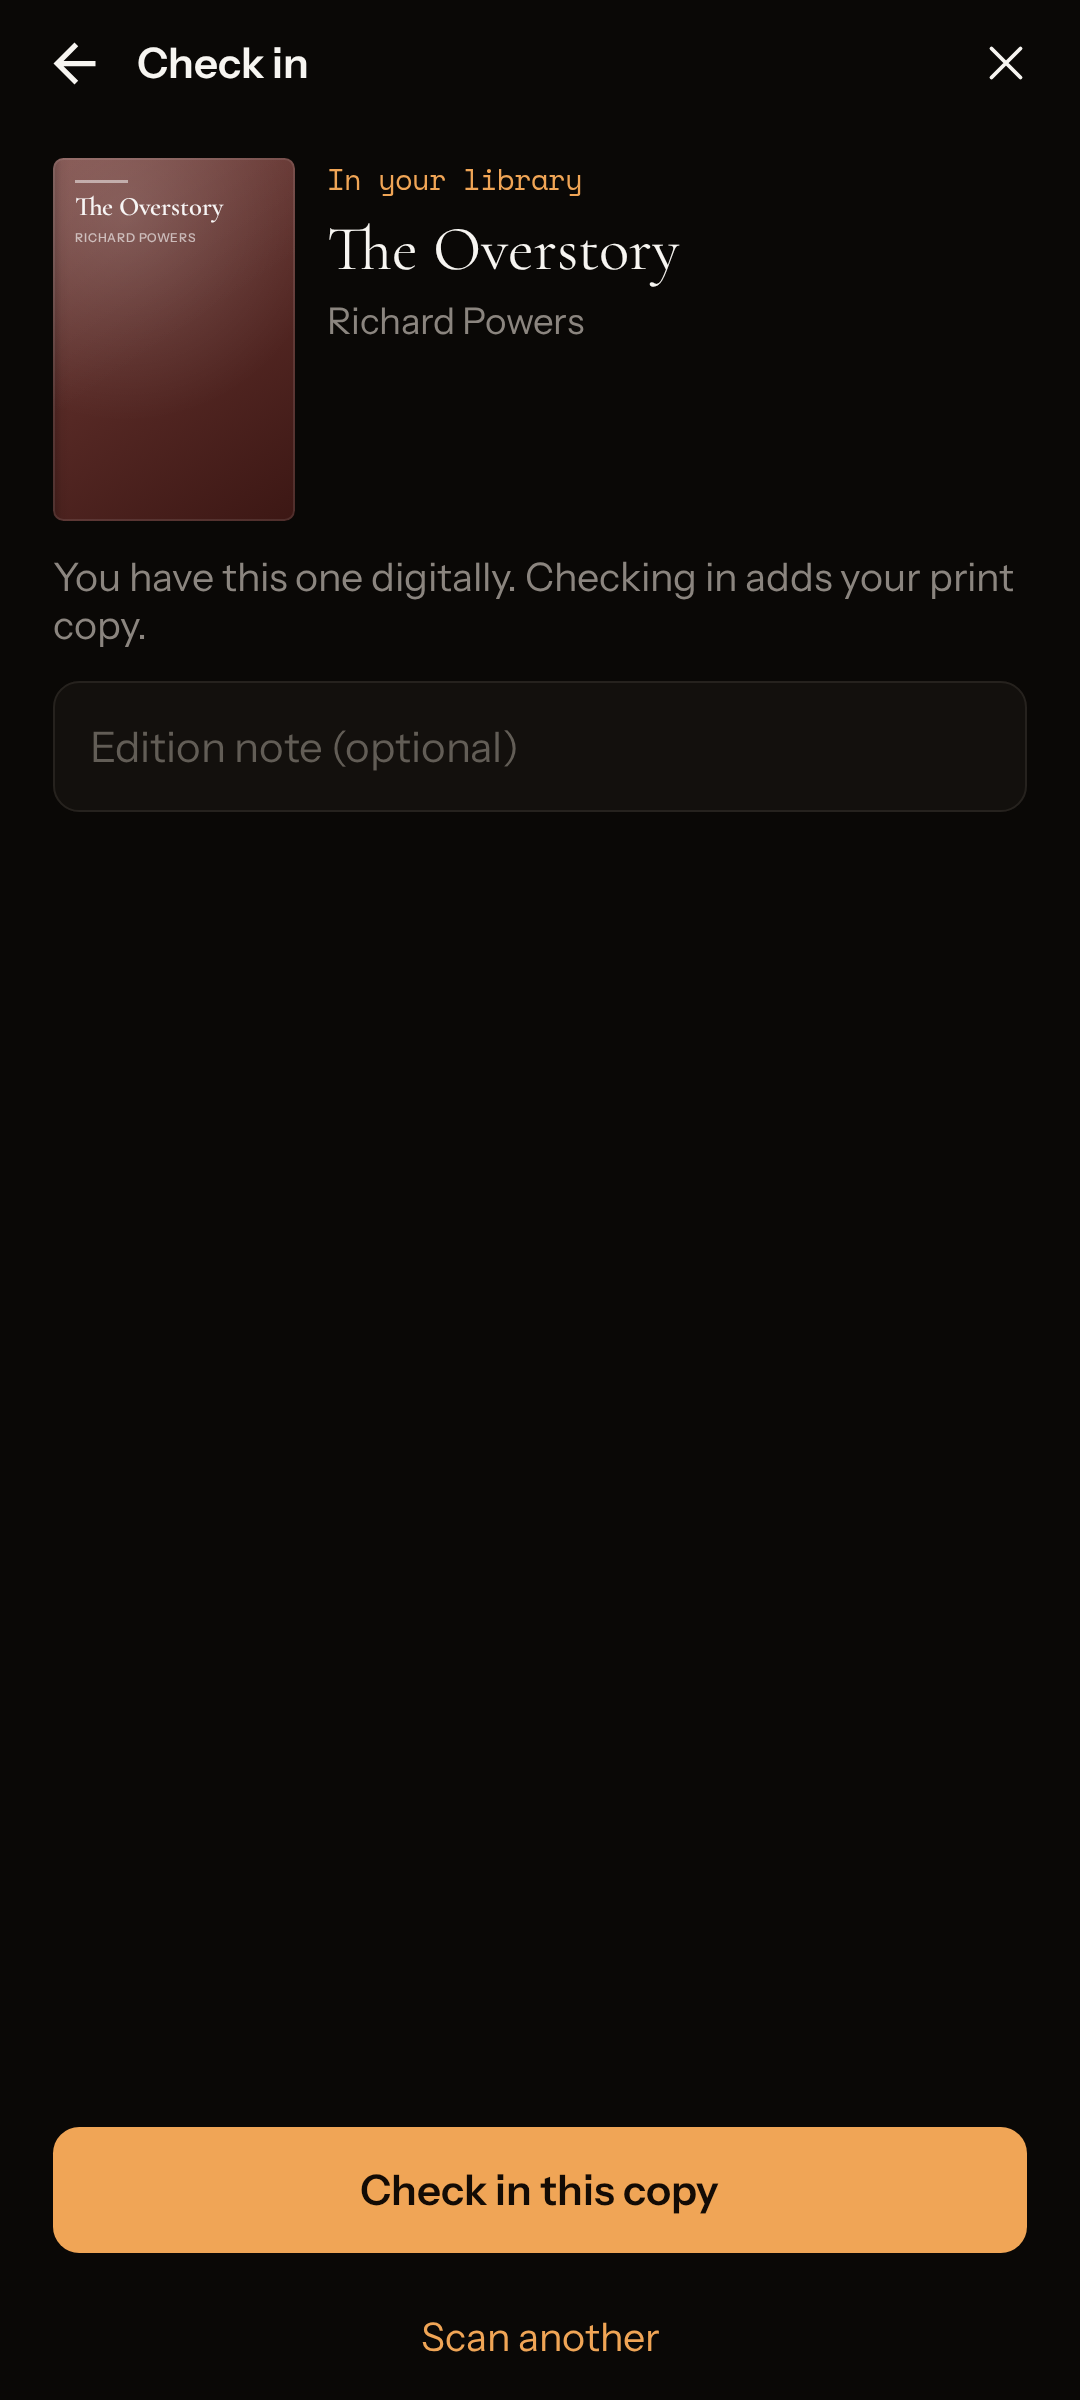 Check in
The Overstory
RICHARD POWERS
In your library
The Overstory
Richard Powers
You have this one digitally. Checking in adds your print
copy.
Edition note (optional)
Check in this copy
Scan another